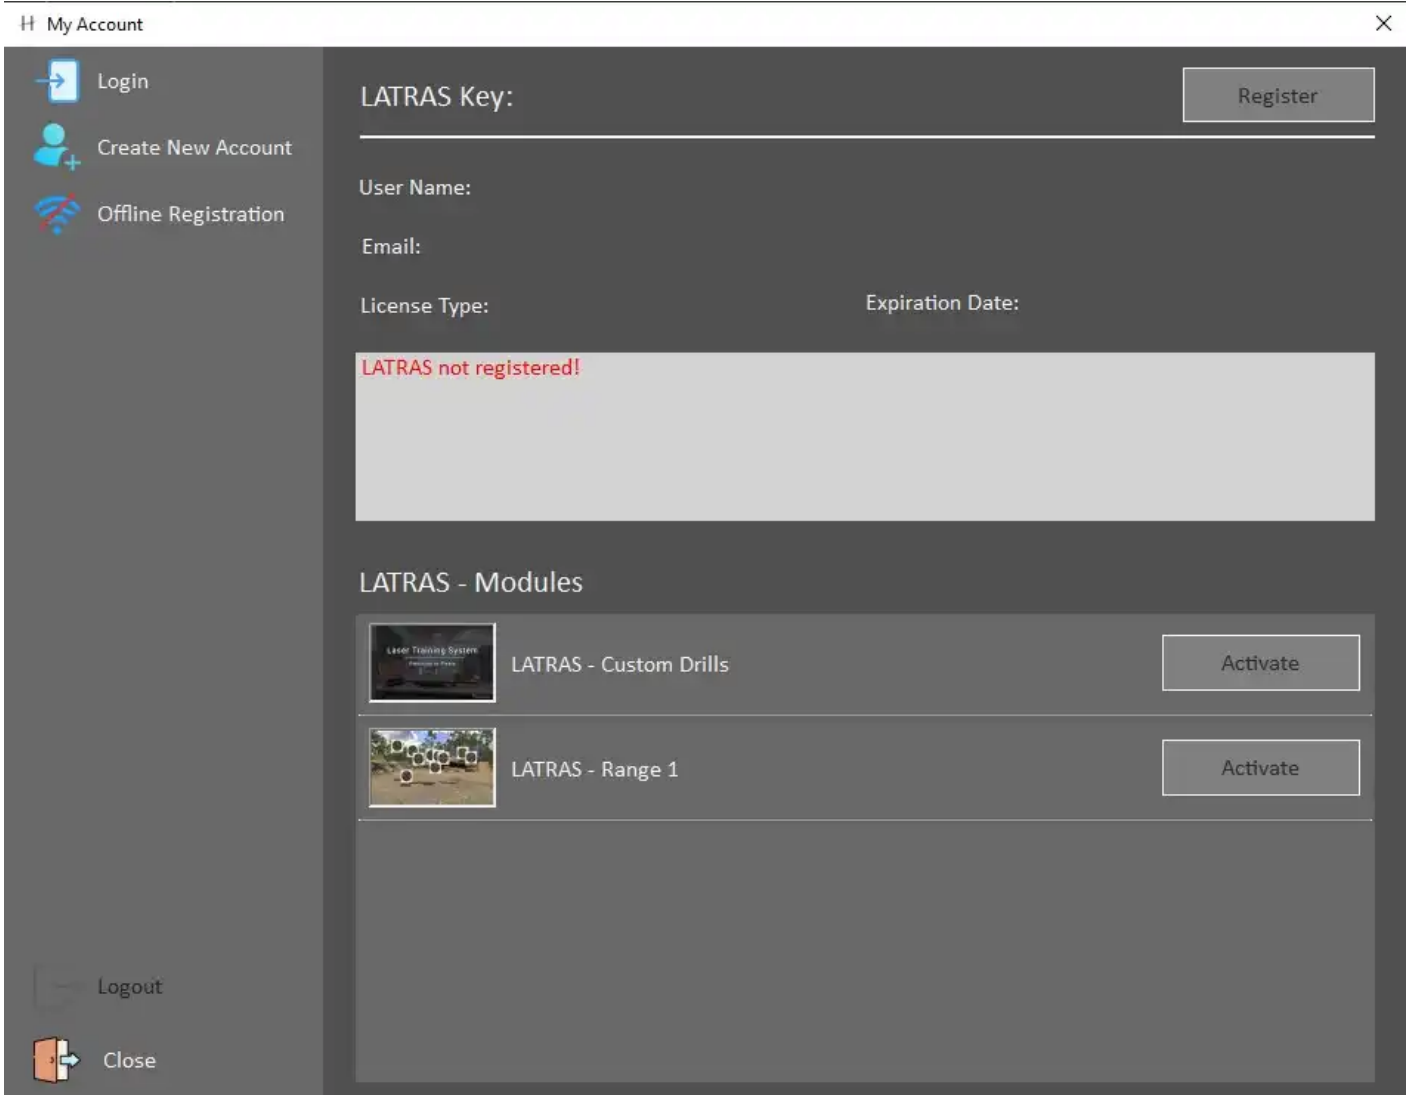 My Account
Login
Create New Account
Offline Registration
LATRAS Key:
Register
User Name:
Email:
License Type:
Expiration Date:
LATRAS not registered!
LATRAS - Modules
Laser Training System
LATRAS - Custom Drills
Activate
LATRAS - Range 1
Activate
Logout
Close